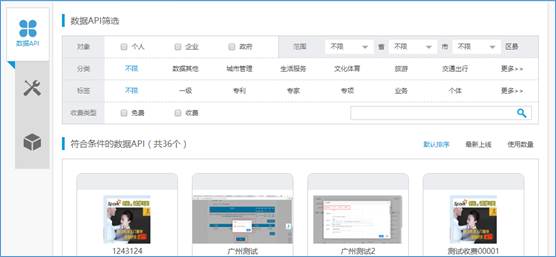 数据API筛选
数据API
对象 个人 企业 政府 范围 不限 省 不限 市 不限 区县
分类 不限 数据其他 城市管理 生活服务 文化体育 旅游 交通出行 更多>>
标签 不限 一级 专利 专家 专项 业务 个体 更多>>
收费类型 免费 收费
符合条件的数据API（共36个） 默认排序 最新上线 使用数量
1243124 广州测试 广州测试2 测试收费00001